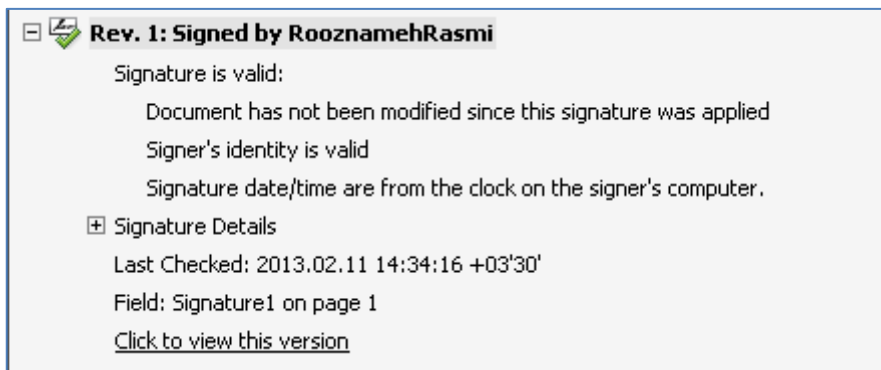 Rev. 1: Signed by RooznamehRasmi
Signature is valid:
Document has not been modified since this signature was applied
Signer's identity is valid
Signature date/time are from the clock on the signer's computer.
Signature Details
Last Checked: 2013.02.11 14:34:16 +03'30'
Field: Signature1 on page 1
Click to view this version